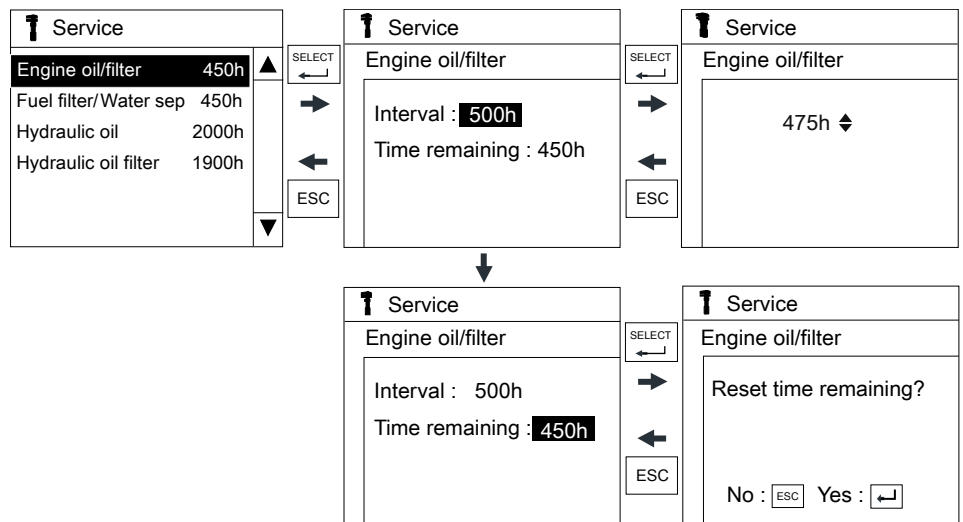 Service
Engine oil/filter 450h
Fuel filter/Water sep 450h
Hydraulic oil 2000h
Hydraulic oil filter 1900h
SELECT
ESC
Service
Engine oil/filter
Interval : 500h
Time remaining : 450h
SELECT
ESC
Service
Engine oil/filter
475h
Service
Engine oil/filter
Interval : 500h
Time remaining : 450h
SELECT
ESC
Service
Engine oil/filter
Reset time remaining?
No : ESC Yes :